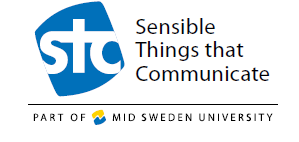 stc
Sensible
Things that
Communicate
PART OF MID SWEDEN UNIVERSITY